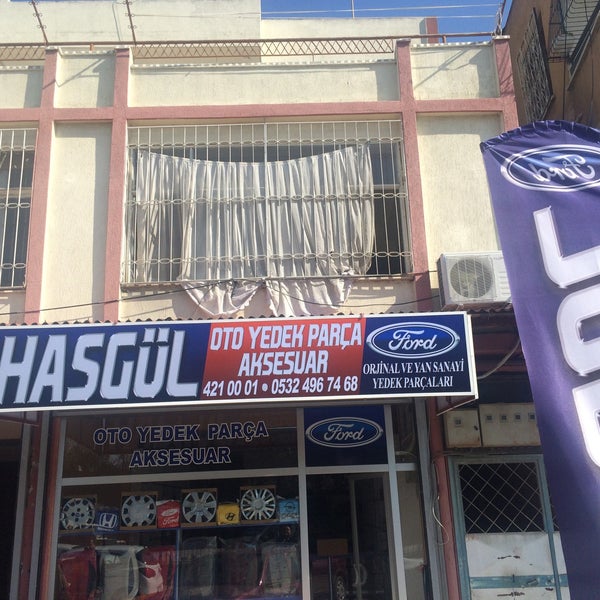 HASGÜL
OTO YEDEK PARÇA
AKSESUAR
421 00 01 • 0532 496 74 68
Ford
ORJİNAL VE YAN SANAYİ
YEDEK PARÇALARI
OTO YEDEK PARÇA
AKSESUAR
Ford
Ford
Ford